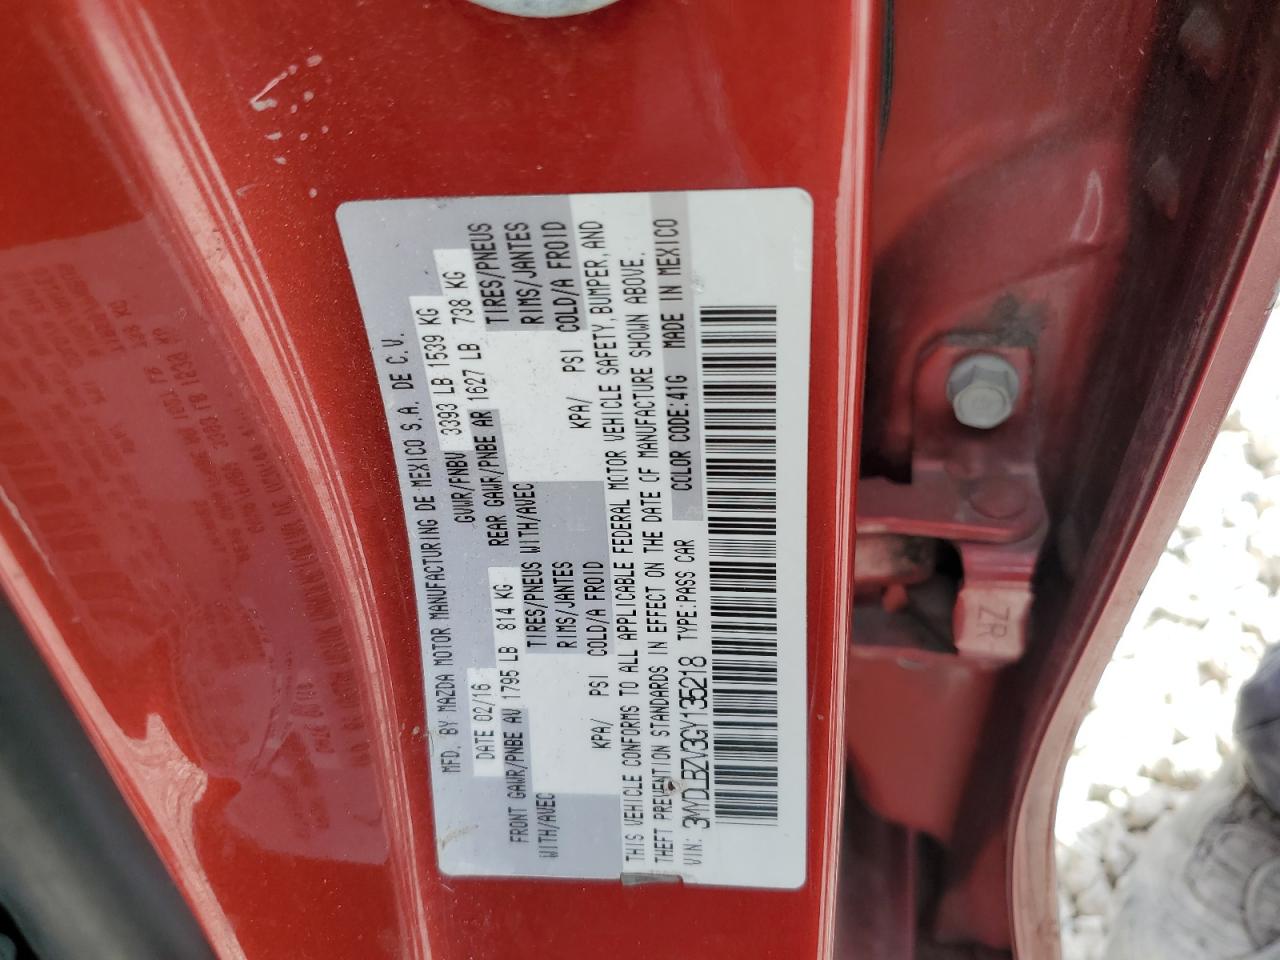 MFD. BY MAZDA MOTOR MANUFACTURING DE MEXICO S.A. DE C.V.
DATE 02/16 GVWR/PNBV 3393 LB 1539 KG
FRONT GAWR/PNBE AV 1795 LB 814 KG REAR GAWR/PNBE AR 1627 LB 738 KG
WITH/AVEC TIRES/PNEUS WITH/AVEC TIRES/PNEUS
RIMS/JANTES RIMS/JANTES
KPA/ PSI COLD/A FROID KPA/ PSI COLD/A FROID
THIS VEHICLE CONFORMS TO ALL APPLICABLE FEDERAL MOTOR VEHICLE SAFETY, BUMPER, AND
THEFT PREVENTION STANDARDS IN EFFECT ON THE DATE OF MANUFACTURE SHOWN ABOVE.
VIN: 3MYDLBZV3GY135218 TYPE:PASS CAR COLOR CODE:41G MADE IN MEXICO
ZR